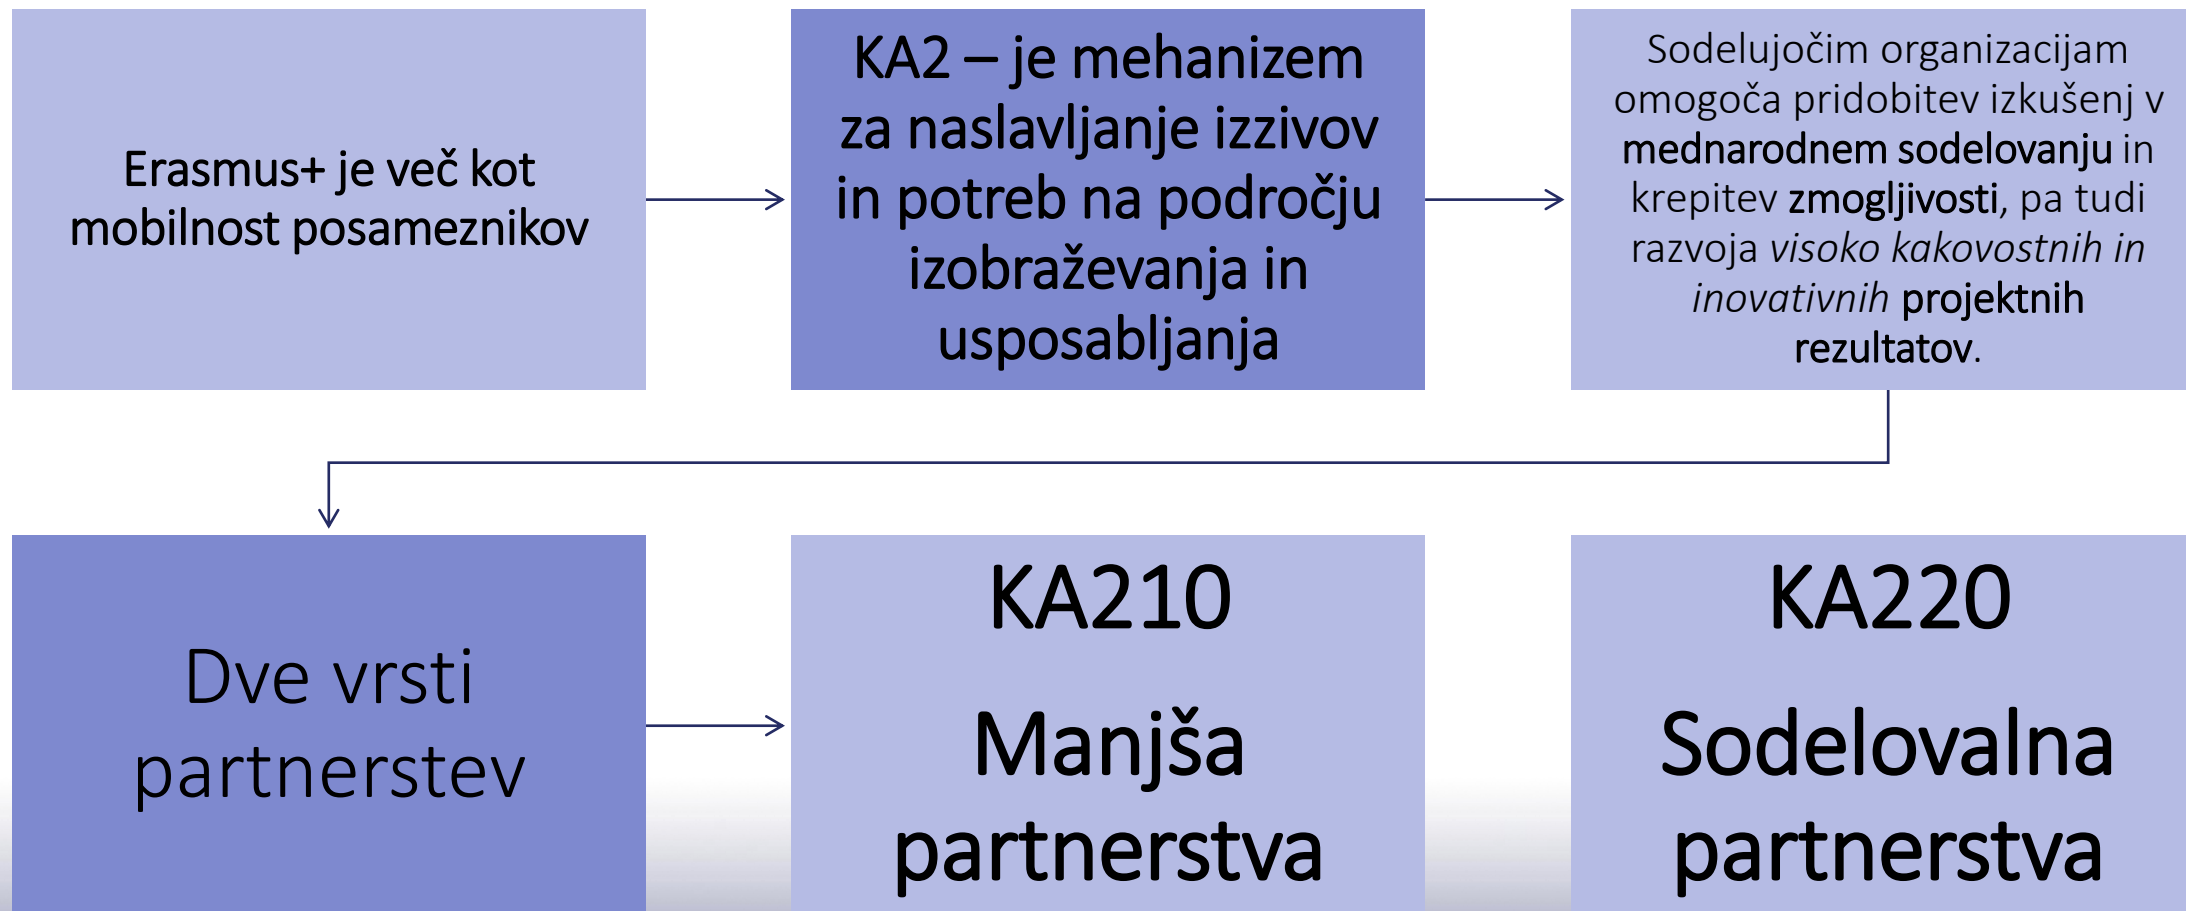 Erasmus+ je več kot
mobilnost posameznikov
KA2 – je mehanizem
za naslavljanje izzivov
in potreb na področju
izobraževanja in
usposabljanja
Sodelujočim organizacijam
omogoča pridobitev izkušenj v
mednarodnem sodelovanju in
krepitev zmogljivosti, pa tudi
razvoja visoko kakovostnih in
inovativnih projektnih
rezultatov.
Dve vrsti
partnerstev
KA210
Manjša
partnerstva
KA220
Sodelovalna
partnerstva